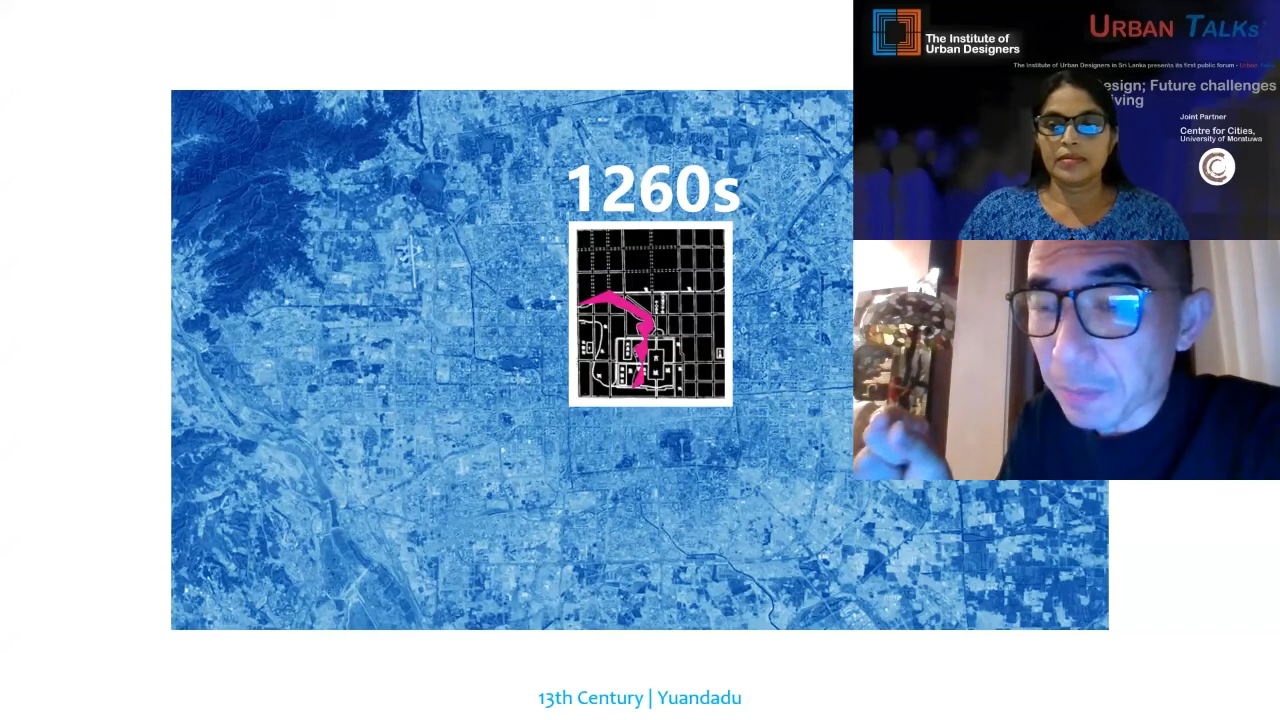 1260s
13th Century | Yuandadu
The Institute of
Urban Designers
URBAN TALKS
The Institute of Urban Designers in Sri Lanka presents its first public forum - Urban
esign; Future challenges
iving
Joint Partner
Centre for Cities,
University of Moratuwa